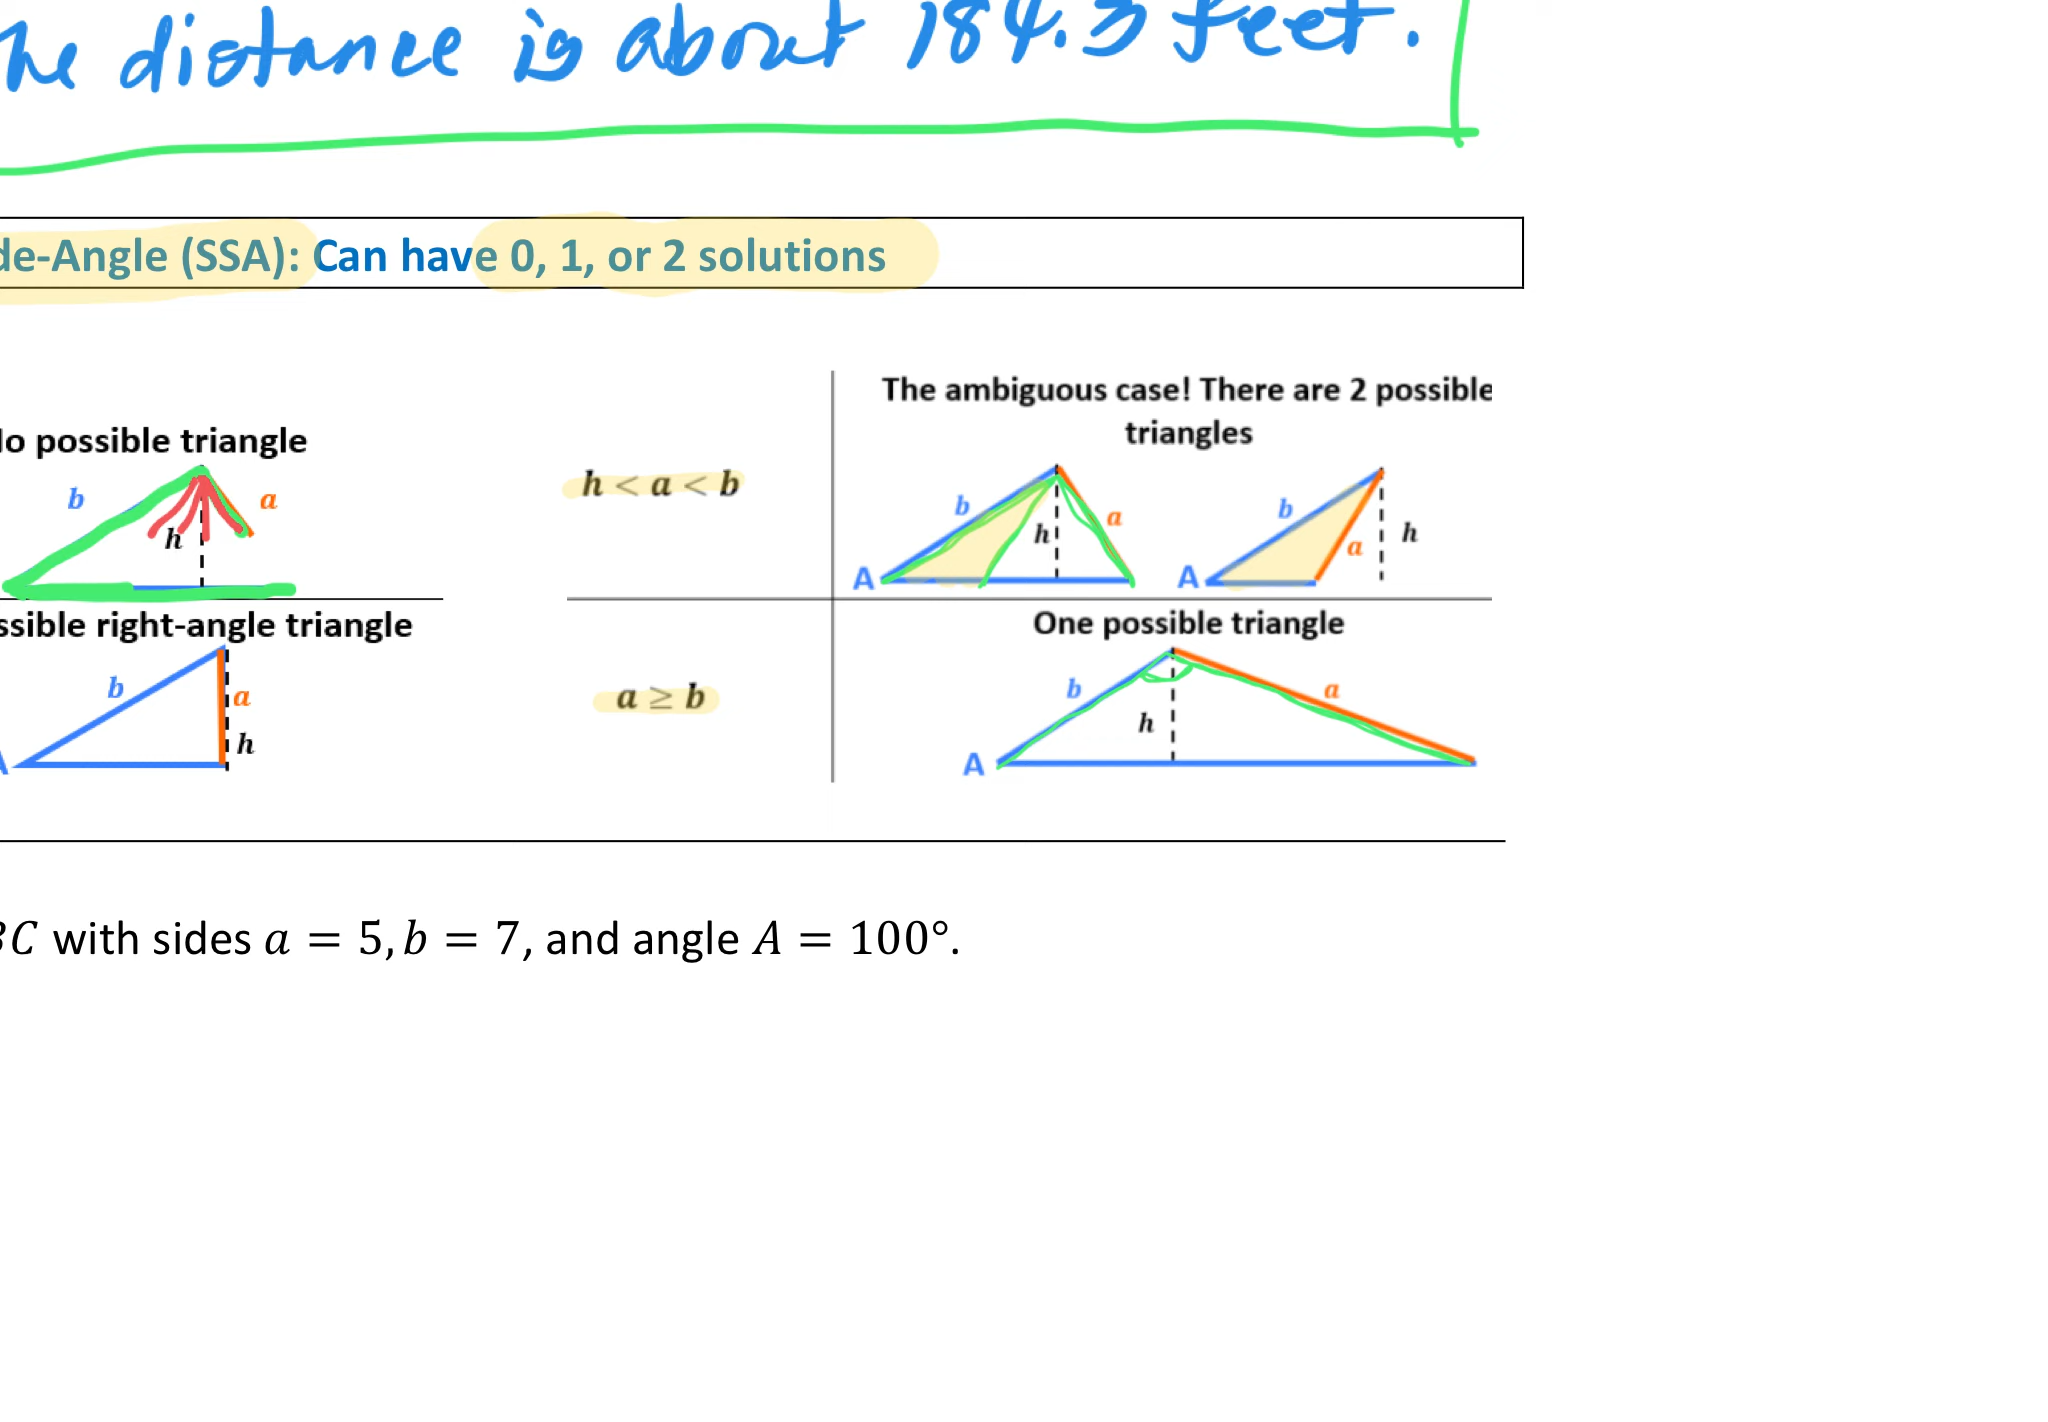 he distance is about 184.3 feet.
de-Angle (SSA): Can have 0, 1, or 2 solutions
The ambiguous case! There are 2 possible
triangles
o possible triangle
h < a < b
b a h
b h a A
b a h A
ssible right-angle triangle
One possible triangle
a ≥ b
b a h A
b a h A
BC with sides a = 5, b = 7, and angle A = 100°.